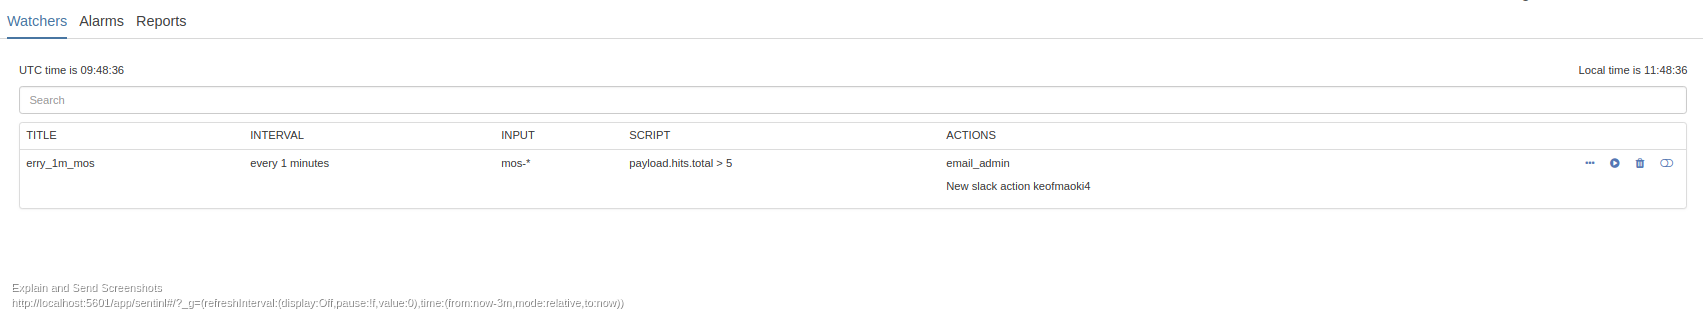 Watchers Alarms Reports
UTC time is 09:48:36 Local time is 11:48:36
Search
TITLE INTERVAL INPUT SCRIPT ACTIONS
erry_1m_mos every 1 minutes mos-* payload.hits.total > 5 email_admin
New slack action keofmaoki4
Explain and Send Screenshots
http://localhost:5601/app/sentinl#/?_g=(refreshInterval:(display:Off,pause:!f,value:0),time:(from:now-3m,mode:relative,to:now))